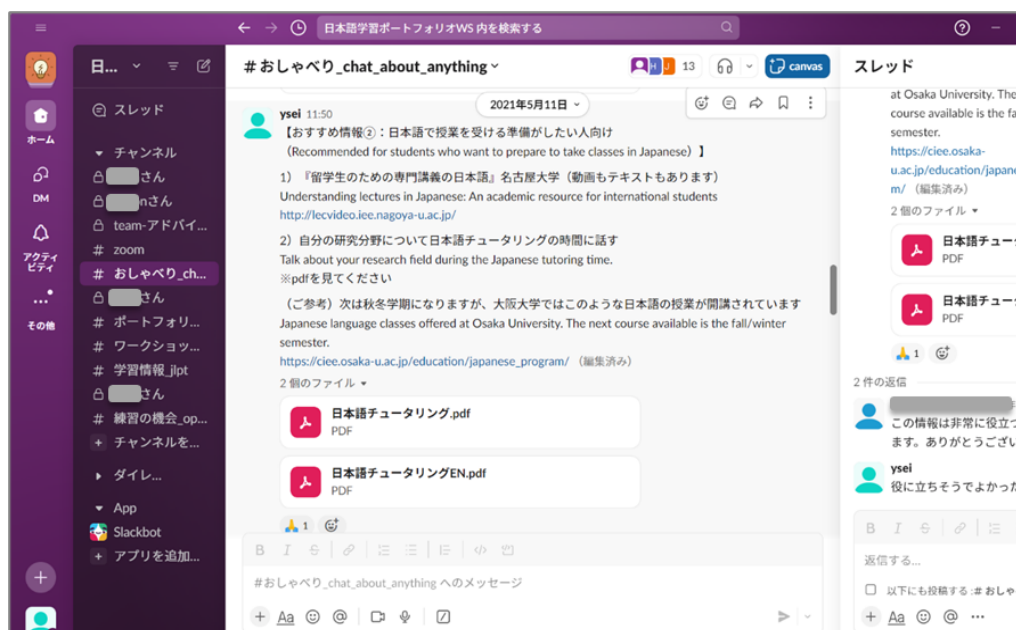 日本語学習ポートフォリオWS 内を検索する
ホーム
DM
アクティ
ビティ
その他
日...
スレッド
チャンネル
さん
nさん
team-アドバイ...
# zoom
# おしゃべり_ch...
さん
# ポートフォリ...
# ワークショッ...
# 学習情報_jlpt
さん
# 練習の機会_op...
+ チャンネルを...
ダイレ...
App
Slackbot
+ アプリを追加...
# おしゃべり_chat_about_anything
H J 13
canvas
2021年5月11日
ysei 11:50
【おすすめ情報②：日本語で授業を受ける準備がしたい人向け
（Recommended for students who want to prepare to take classes in Japanese）】
1）『留学生のための専門講義の日本語』名古屋大学（動画もテキストもあります）
Understanding lectures in Japanese: An academic resource for international students
http://lecvideo.iee.nagoya-u.ac.jp/
2）自分の研究分野について日本語チュータリングの時間に話す
Talk about your research field during the Japanese tutoring time.
※pdfを見てください
（ご参考）次は秋冬学期になりますが、大阪大学ではこのような日本語の授業が開講されています
Japanese language classes offered at Osaka University. The next course available is the fall/winter
semester.
https://ciee.osaka-u.ac.jp/education/japanese_program/ （編集済み）
2 個のファイル
日本語チュータリング.pdf
PDF
日本語チュータリングEN.pdf
PDF
1
B I S
#おしゃべり_chat_about_anything へのメッセージ
+ Aa @
スレッド
at Osaka University. The
course available is the fa
semester.
https://ciee.osaka-
u.ac.jp/education/japane
m/ （編集済み）
2 個のファイル
日本語チュータ
PDF
日本語チュータ
PDF
1
2 件の返信
この情報は非常に役立つ
ます。ありがとうござい
ysei
役に立ちそうでよかった
B I S
返信する...
以下にも投稿する :# おしゃ
+ Aa @